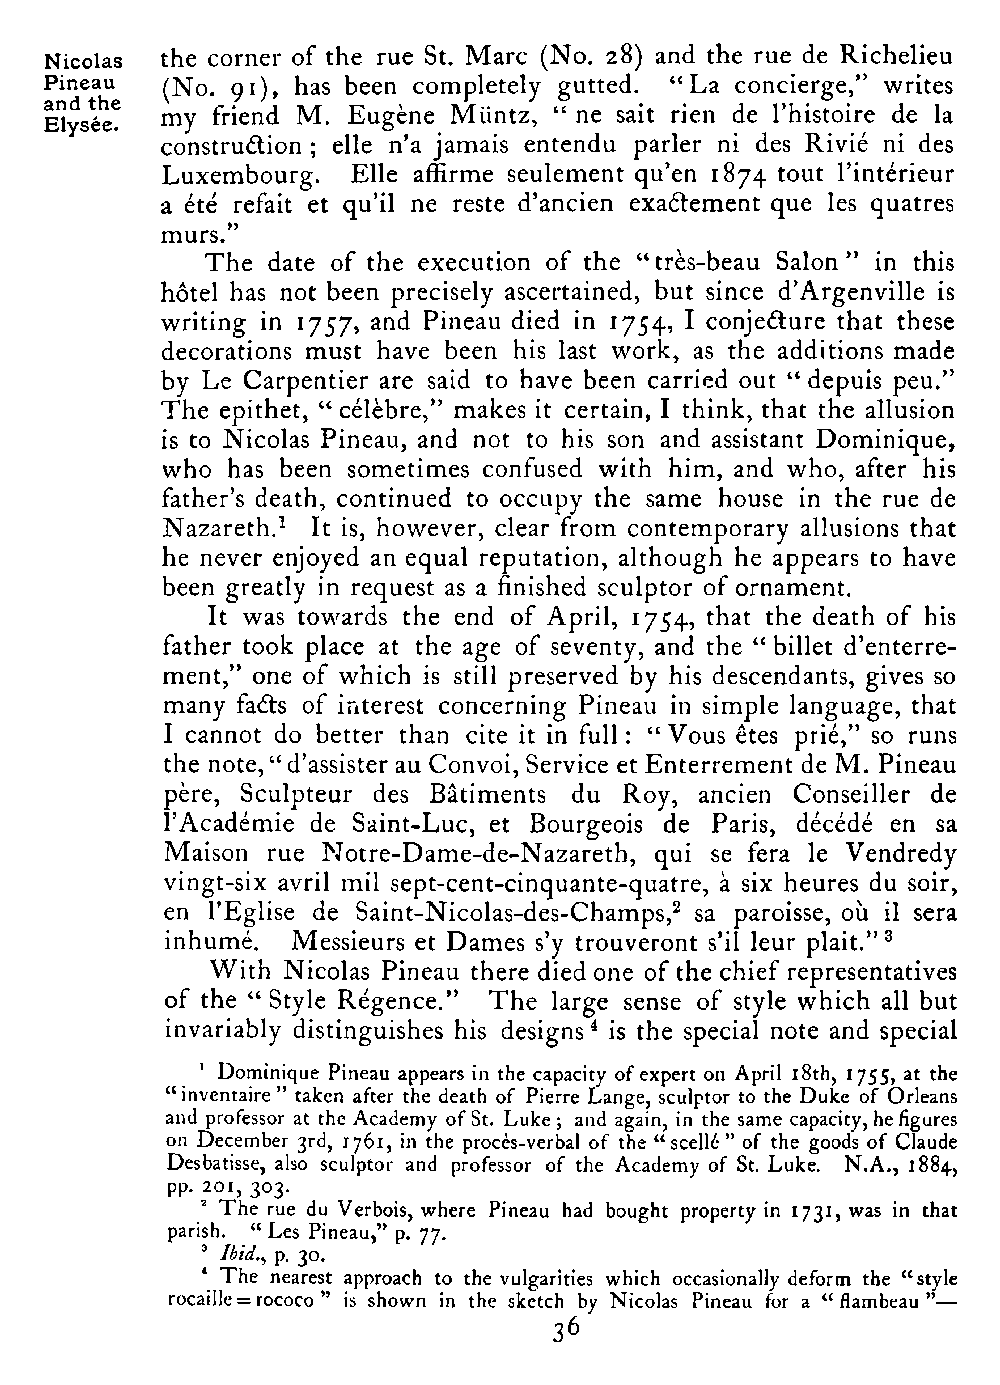 Nicolas
Pineau
and the
Elysée.
the corner of the rue St. Marc (No. 28) and the rue de Richelieu
(No. 91), has been completely gutted. “La concierge,” writes
my friend M. Eugène Müntz, “ne sait rien de l’histoire de la
construction; elle n’a jamais entendu parler ni des Rivié ni des
Luxembourg. Elle affirme seulement qu’en 1874 tout l’intérieur
a été refait et qu’il ne reste d’ancien exactement que les quatres
murs.”
The date of the execution of the “très-beau Salon” in this
hôtel has not been precisely ascertained, but since d’Argenville is
writing in 1757, and Pineau died in 1754, I conjecture that these
decorations must have been his last work, as the additions made
by Le Carpentier are said to have been carried out “depuis peu.”
The epithet, “célèbre,” makes it certain, I think, that the allusion
is to Nicolas Pineau, and not to his son and assistant Dominique,
who has been sometimes confused with him, and who, after his
father’s death, continued to occupy the same house in the rue de
Nazareth.¹ It is, however, clear from contemporary allusions that
he never enjoyed an equal reputation, although he appears to have
been greatly in request as a finished sculptor of ornament.
It was towards the end of April, 1754, that the death of his
father took place at the age of seventy, and the “billet d’enterre-
ment,” one of which is still preserved by his descendants, gives so
many facts of interest concerning Pineau in simple language, that
I cannot do better than cite it in full: “Vous êtes prié,” so runs
the note, “d’assister au Convoi, Service et Enterrement de M. Pineau
père, Sculpteur des Bâtiments du Roy, ancien Conseiller de
l’Académie de Saint-Luc, et Bourgeois de Paris, décédé en sa
Maison rue Notre-Dame-de-Nazareth, qui se fera le Vendredy
vingt-six avril mil sept-cent-cinquante-quatre, à six heures du soir,
en l’Eglise de Saint-Nicolas-des-Champs,² sa paroisse, où il sera
inhumé. Messieurs et Dames s’y trouveront s’il leur plait.”³
With Nicolas Pineau there died one of the chief representatives
of the “Style Régence.” The large sense of style which all but
invariably distinguishes his designs⁴ is the special note and special
¹ Dominique Pineau appears in the capacity of expert on April 18th, 1755, at the
“inventaire” taken after the death of Pierre Lange, sculptor to the Duke of Orleans
and professor at the Academy of St. Luke; and again, in the same capacity, he figures
on December 3rd, 1761, in the procès-verbal of the “scellé” of the goods of Claude
Desbatisse, also sculptor and professor of the Academy of St. Luke. N.A., 1884,
pp. 201, 303.
² The rue du Verbois, where Pineau had bought property in 1731, was in that
parish. “Les Pineau,” p. 77.
³ Ibid., p. 30.
⁴ The nearest approach to the vulgarities which occasionally deform the “style
rocaille = rococo” is shown in the sketch by Nicolas Pineau for a “flambeau”—
36